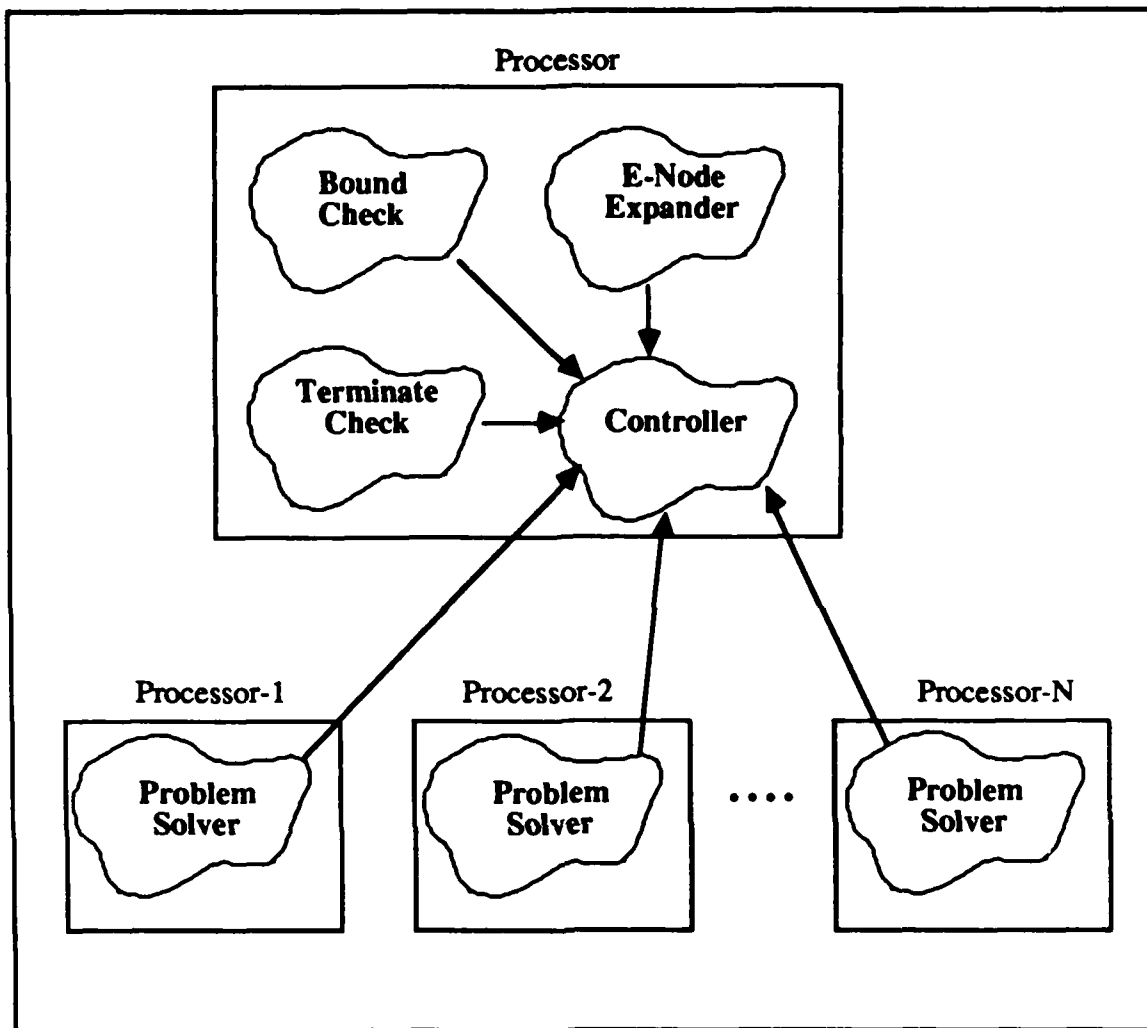 Processor
Bound
Check
E-Node
Expander
Terminate
Check
Controller
Processor-1
Processor-2
Processor-N
Problem
Solver
Problem
Solver
....
Problem
Solver